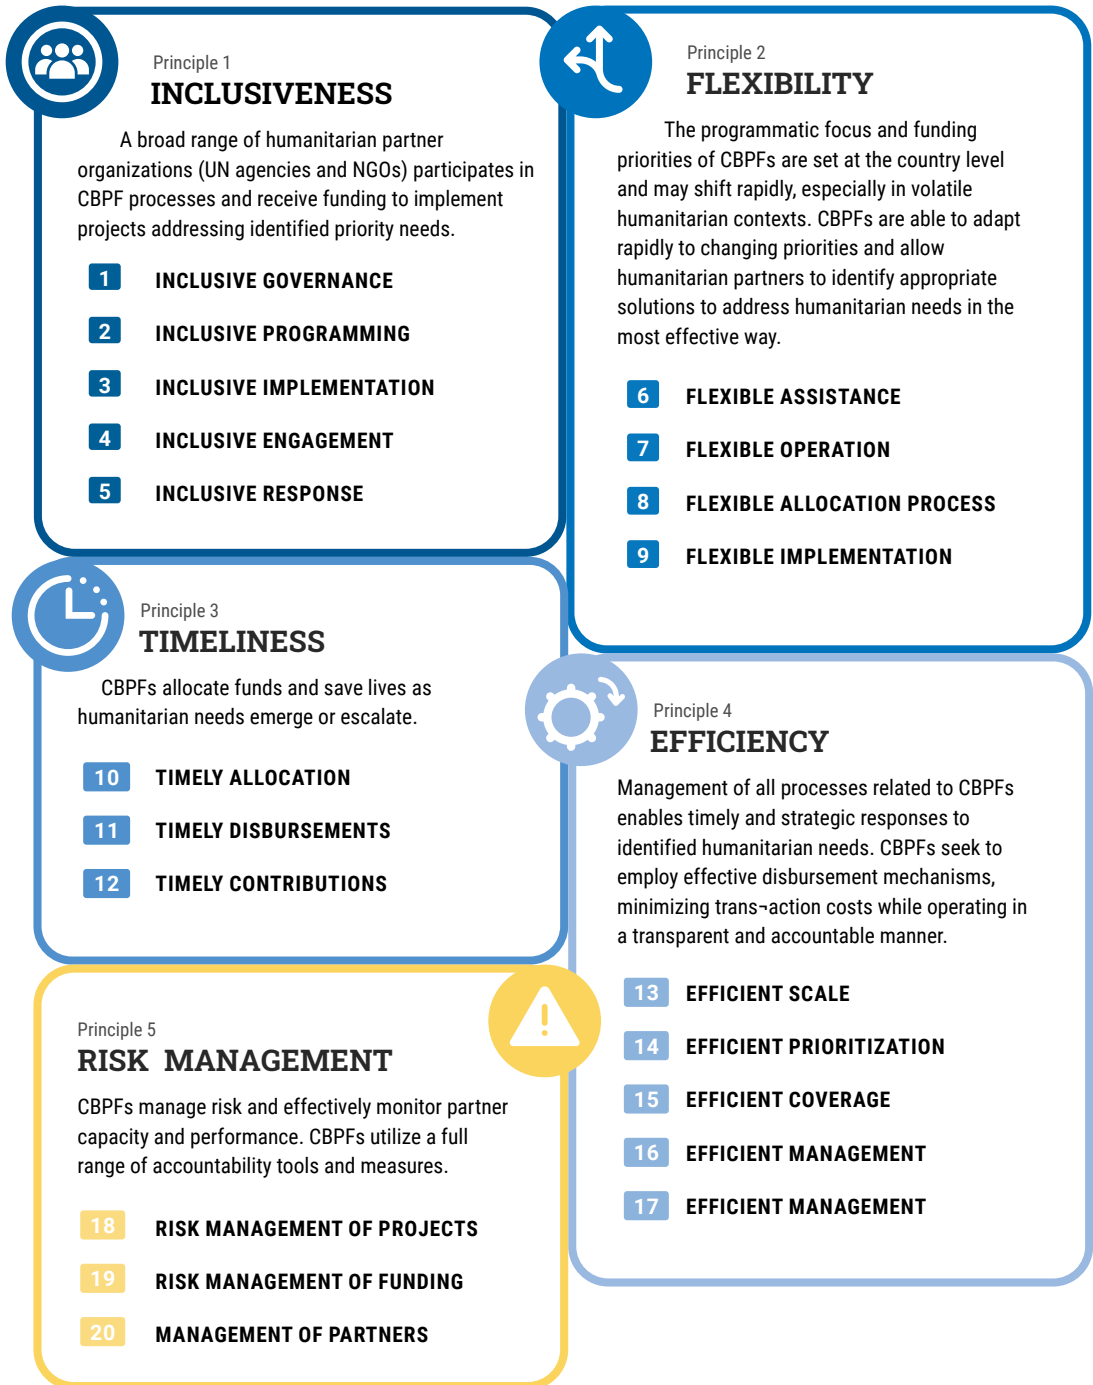 Principle 1
INCLUSIVENESS
A broad range of humanitarian partner
organizations (UN agencies and NGOs) participates in
CBPF processes and receive funding to implement
projects addressing identified priority needs.
1 INCLUSIVE GOVERNANCE
2 INCLUSIVE PROGRAMMING
3 INCLUSIVE IMPLEMENTATION
4 INCLUSIVE ENGAGEMENT
5 INCLUSIVE RESPONSE
Principle 2
FLEXIBILITY
The programmatic focus and funding
priorities of CBPFs are set at the country level
and may shift rapidly, especially in volatile
humanitarian contexts. CBPFs are able to adapt
rapidly to changing priorities and allow
humanitarian partners to identify appropriate
solutions to address humanitarian needs in the
most effective way.
6 FLEXIBLE ASSISTANCE
7 FLEXIBLE OPERATION
8 FLEXIBLE ALLOCATION PROCESS
9 FLEXIBLE IMPLEMENTATION
Principle 3
TIMELINESS
CBPFs allocate funds and save lives as
humanitarian needs emerge or escalate.
10 TIMELY ALLOCATION
11 TIMELY DISBURSEMENTS
12 TIMELY CONTRIBUTIONS
Principle 4
EFFICIENCY
Management of all processes related to CBPFs
enables timely and strategic responses to
identified humanitarian needs. CBPFs seek to
employ effective disbursement mechanisms,
minimizing trans¬action costs while operating in
a transparent and accountable manner.
13 EFFICIENT SCALE
14 EFFICIENT PRIORITIZATION
15 EFFICIENT COVERAGE
16 EFFICIENT MANAGEMENT
17 EFFICIENT MANAGEMENT
Principle 5
RISK MANAGEMENT
CBPFs manage risk and effectively monitor partner
capacity and performance. CBPFs utilize a full
range of accountability tools and measures.
18 RISK MANAGEMENT OF PROJECTS
19 RISK MANAGEMENT OF FUNDING
20 MANAGEMENT OF PARTNERS